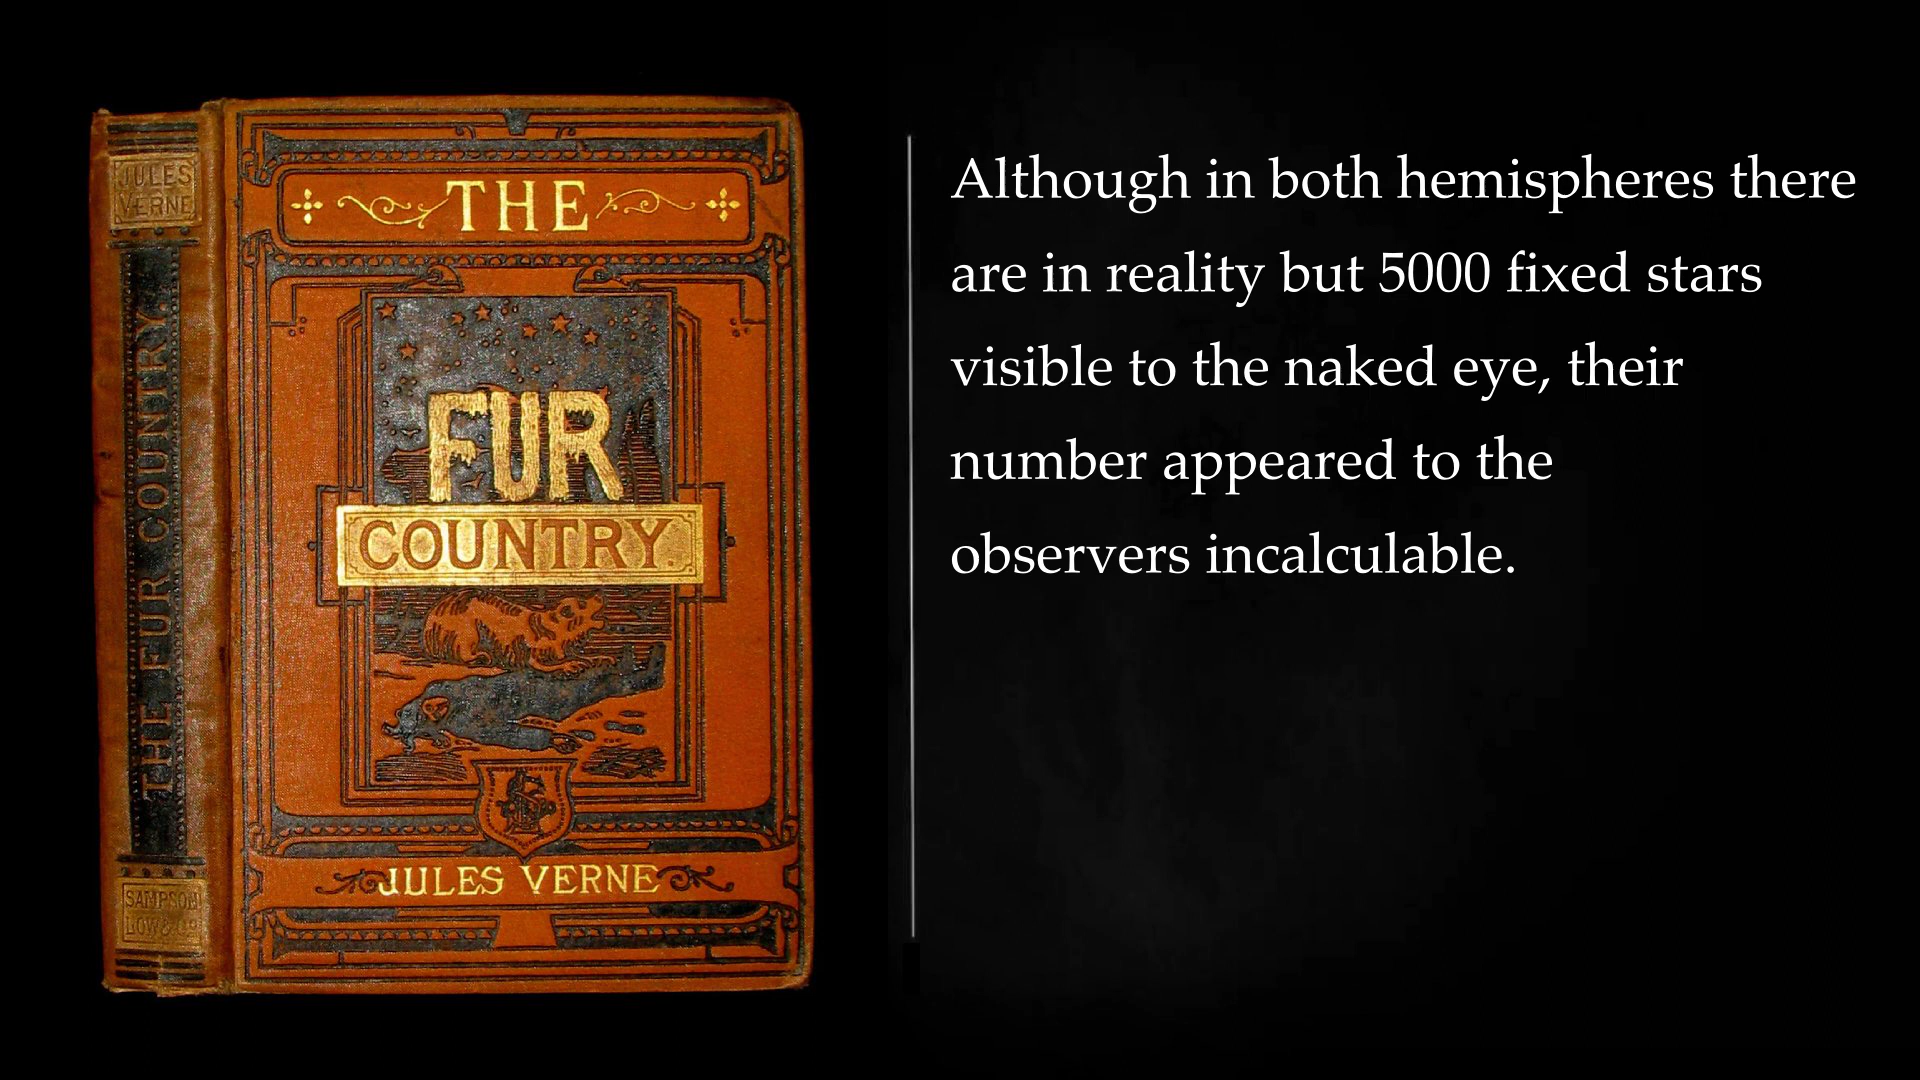 JULES
VERNE
THE FUR COUNTRY.
SAMPSON
LOW & Co
THE
FUR
COUNTRY.
JULES VERNE
Although in both hemispheres there
are in reality but 5000 fixed stars
visible to the naked eye, their
number appeared to the
observers incalculable.